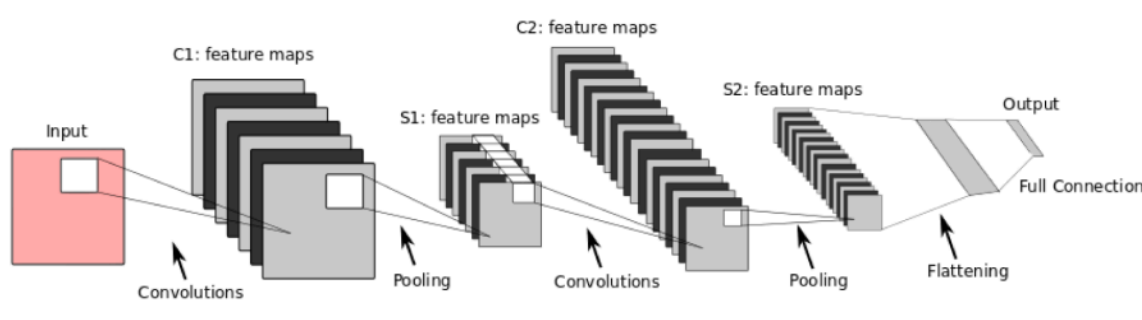 Input
C1: feature maps
S1: feature maps
C2: feature maps
S2: feature maps
Output
Full Connection
Convolutions
Pooling
Convolutions
Pooling
Flattening